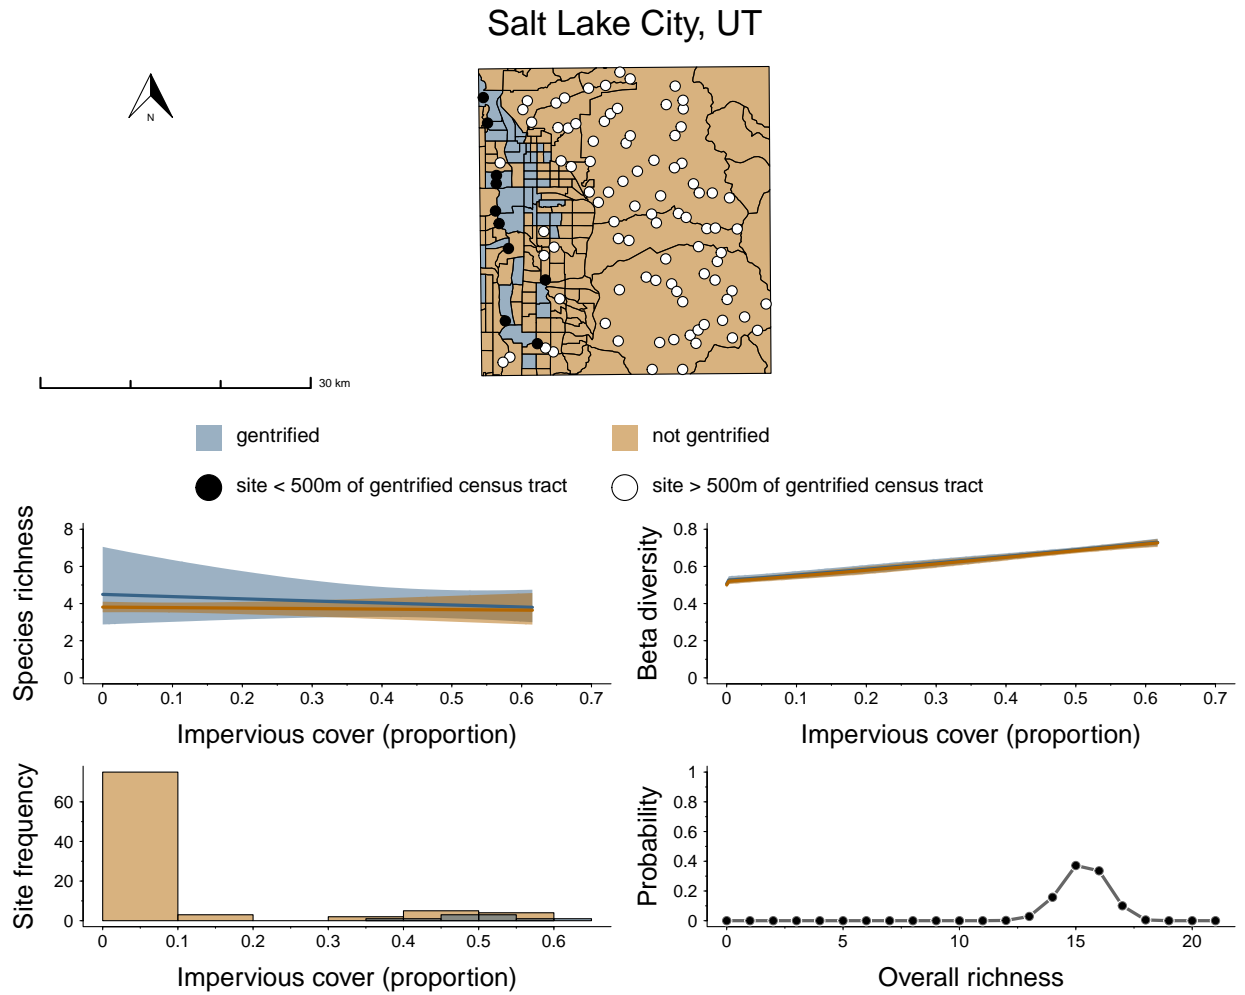 Salt Lake City, UT
N
30 km
gentrified
not gentrified
site < 500m of gentrified census tract
site > 500m of gentrified census tract
Species richness
8
6
4
2
0
0 0.1 0.2 0.3 0.4 0.5 0.6 0.7
Impervious cover (proportion)
Beta diversity
0.8
0.6
0.4
0.2
0
0 0.1 0.2 0.3 0.4 0.5 0.6 0.7
Impervious cover (proportion)
Site frequency
60
40
20
0
0 0.1 0.2 0.3 0.4 0.5 0.6
Impervious cover (proportion)
Probability
1
0.8
0.6
0.4
0.2
0
0 5 10 15 20
Overall richness